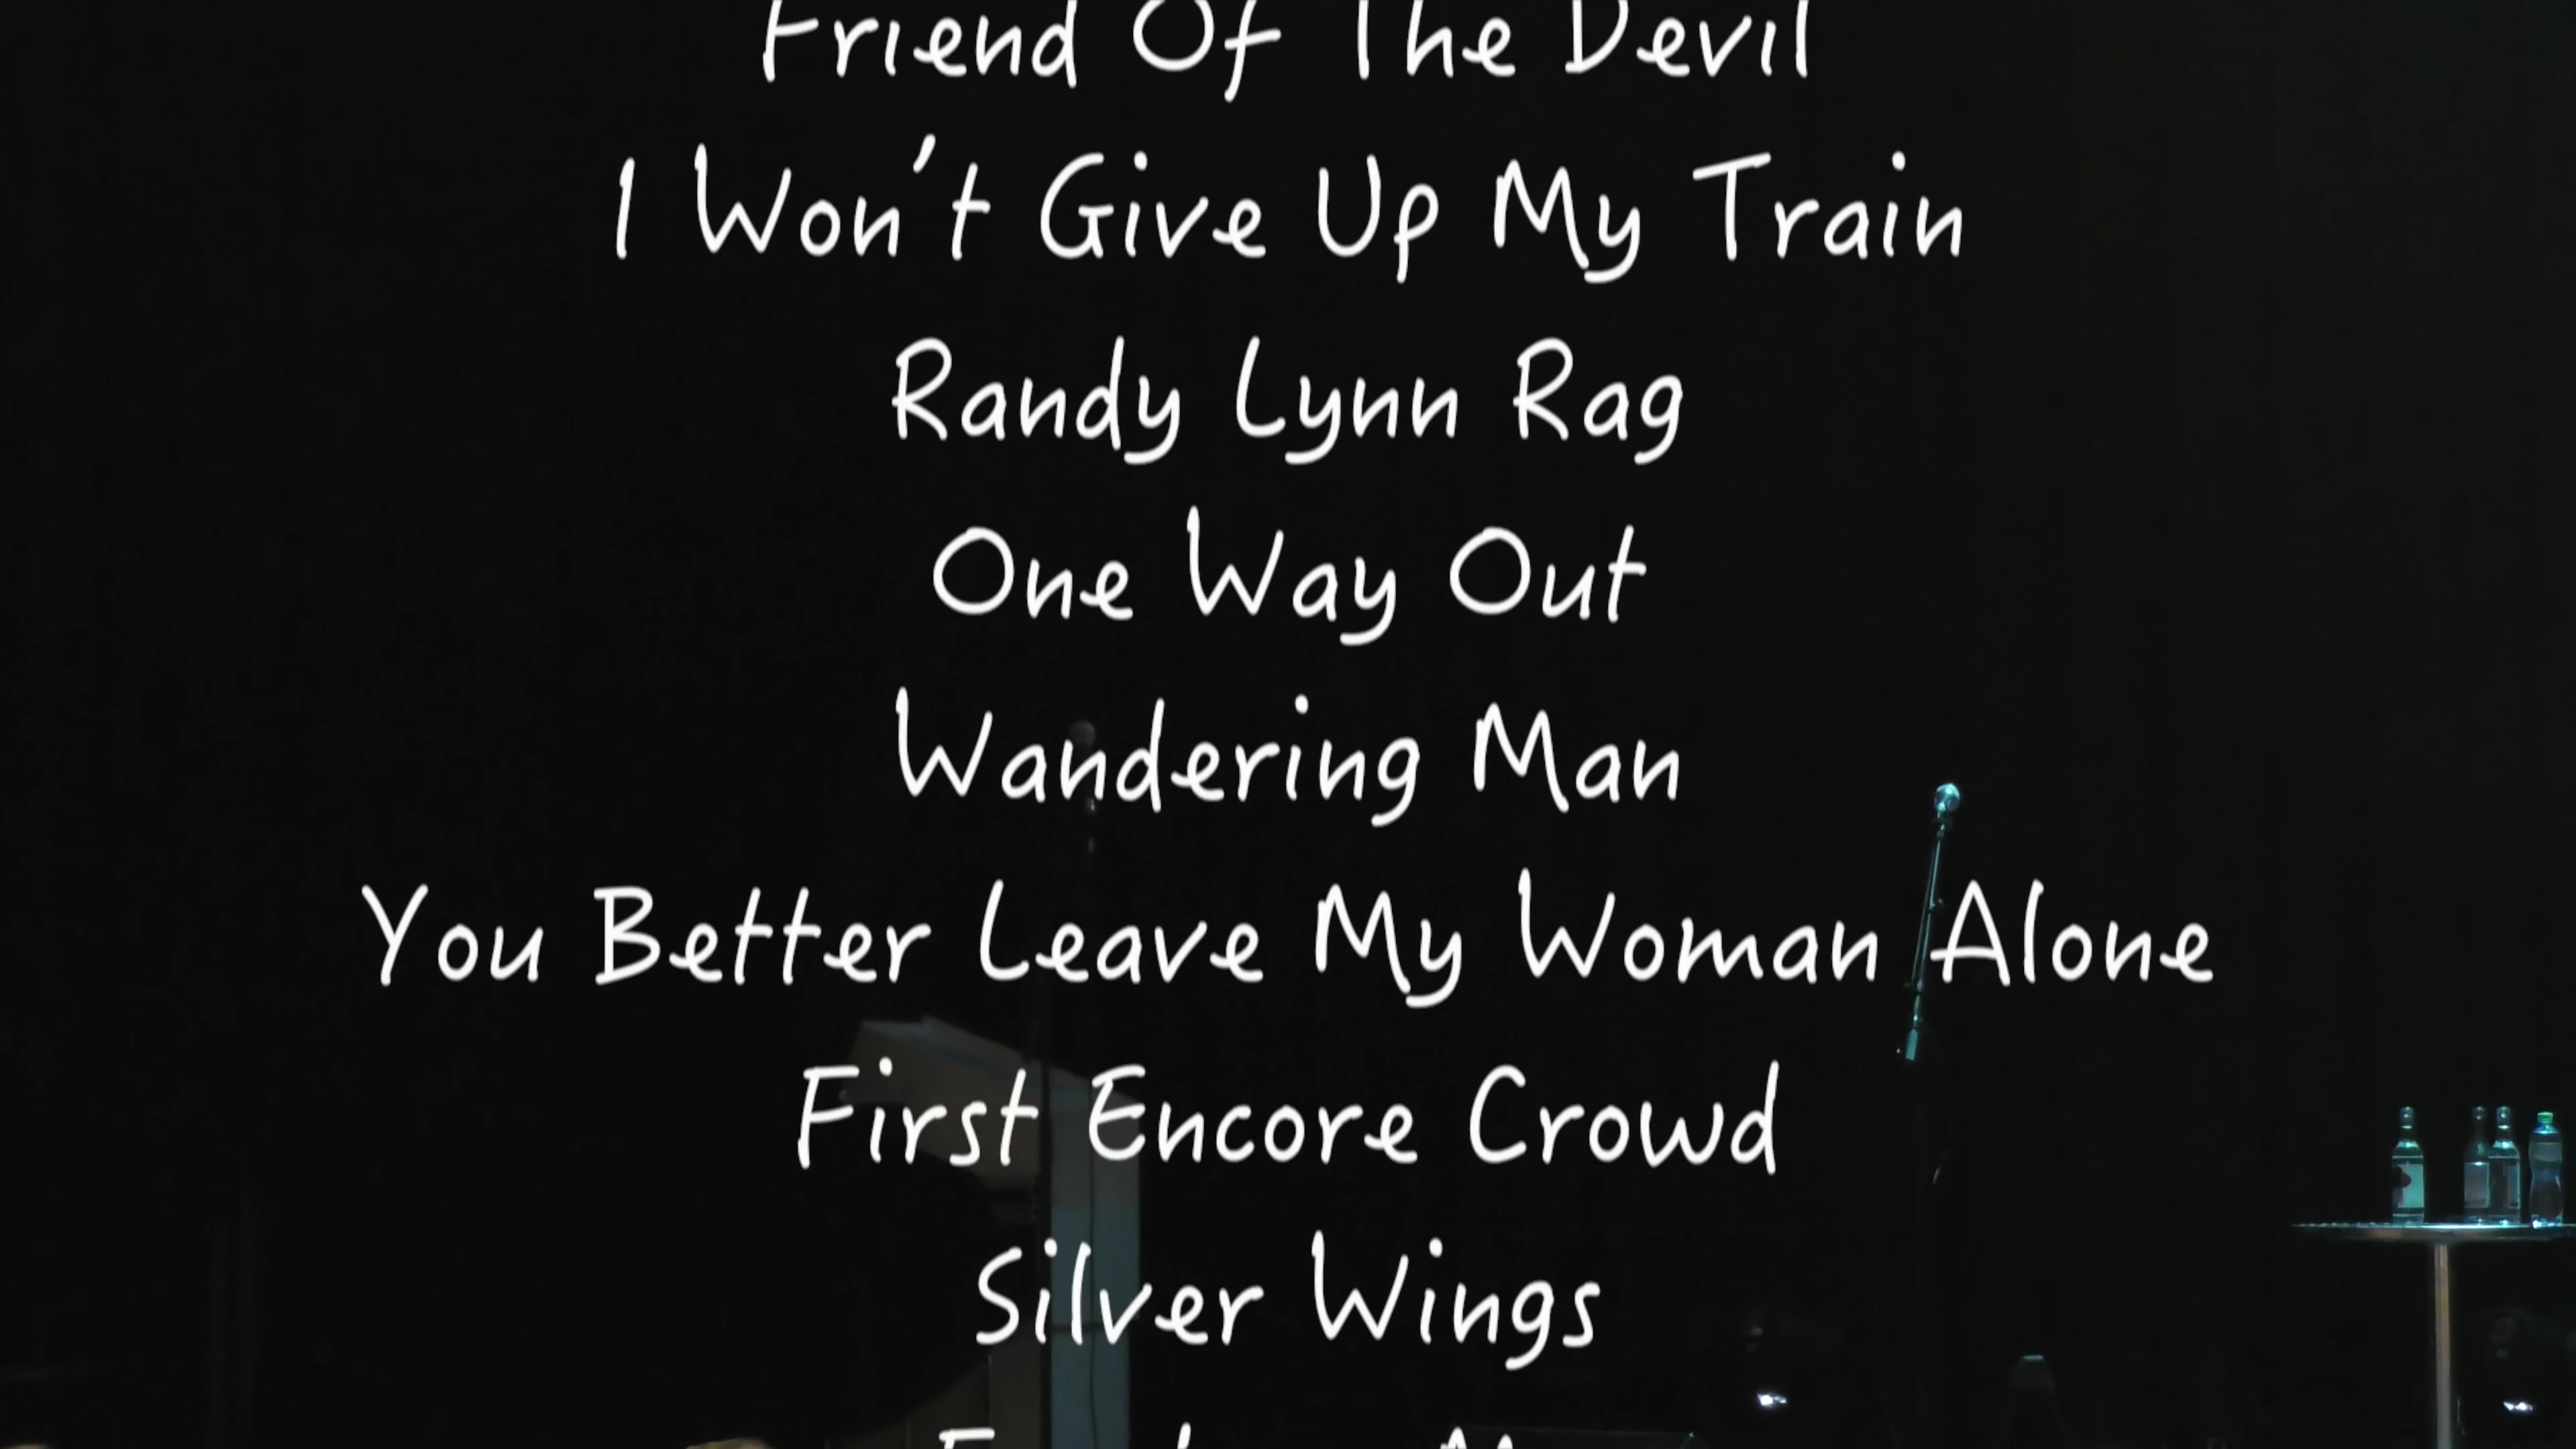 Friend Of The Devil
I Won't Give Up My Train
Randy Lynn Rag
One Way Out
Wandering Man
You Better Leave My Woman Alone
First Encore Crowd
Silver Wings